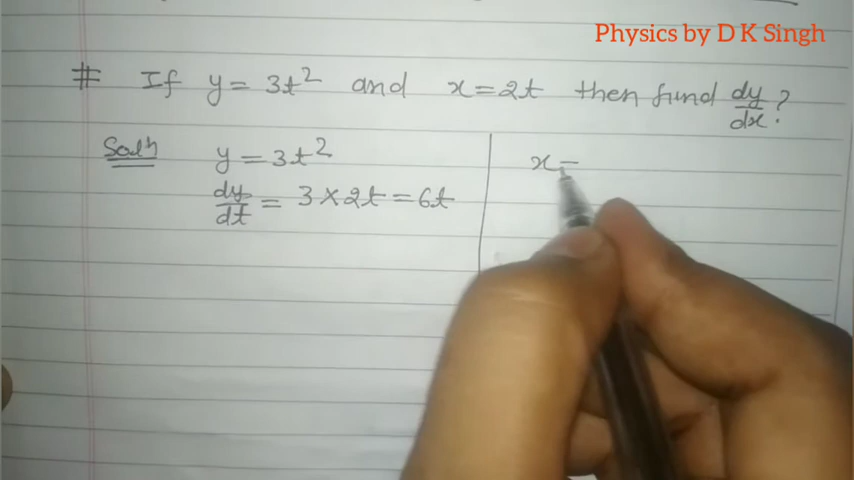 Physics by D K Singh
# If y = 3t² and x = 2t then find dy/dx?
Solⁿ y = 3t²
dy/dt = 3 × 2t = 6t
x =